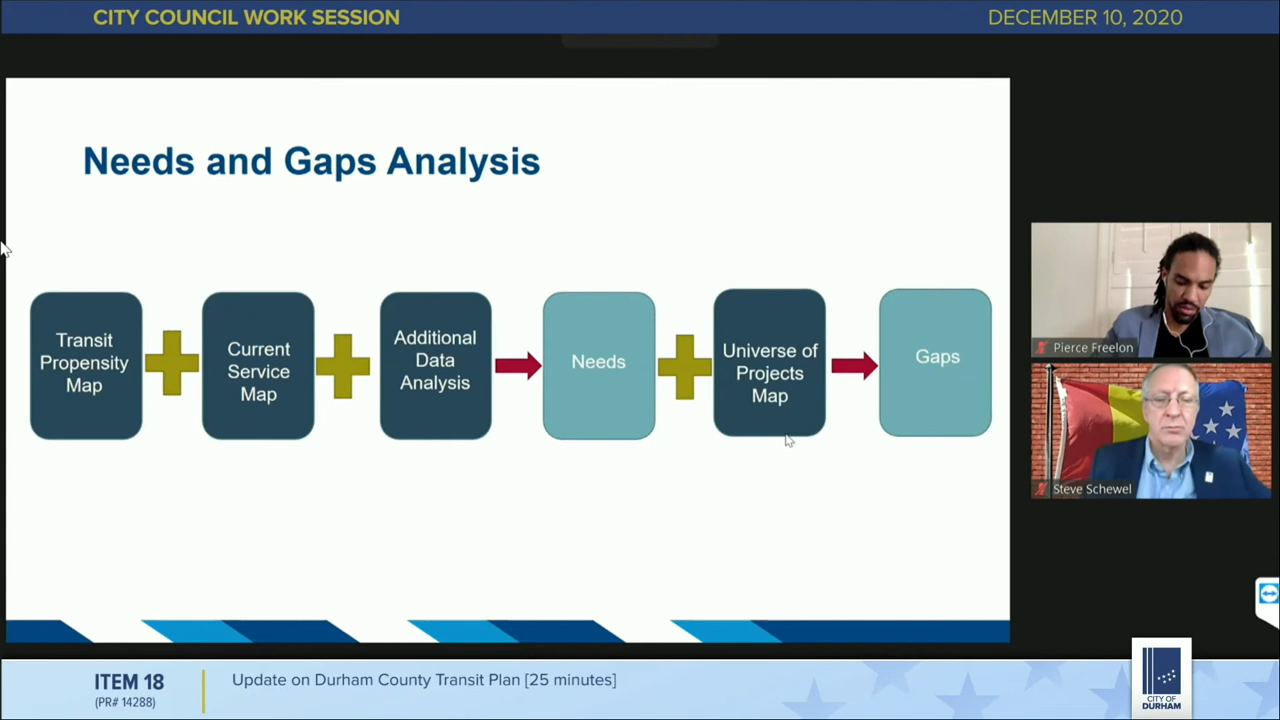 CITY COUNCIL WORK SESSION
DECEMBER 10, 2020
Needs and Gaps Analysis
Transit
Propensity
Map
Current
Service
Map
Additional
Data
Analysis
Needs
Universe of
Projects
Map
Gaps
Pierce Freelon
Steve Schewel
ITEM 18
(PR# 14288)
Update on Durham County Transit Plan [25 minutes]
CITY OF
DURHAM